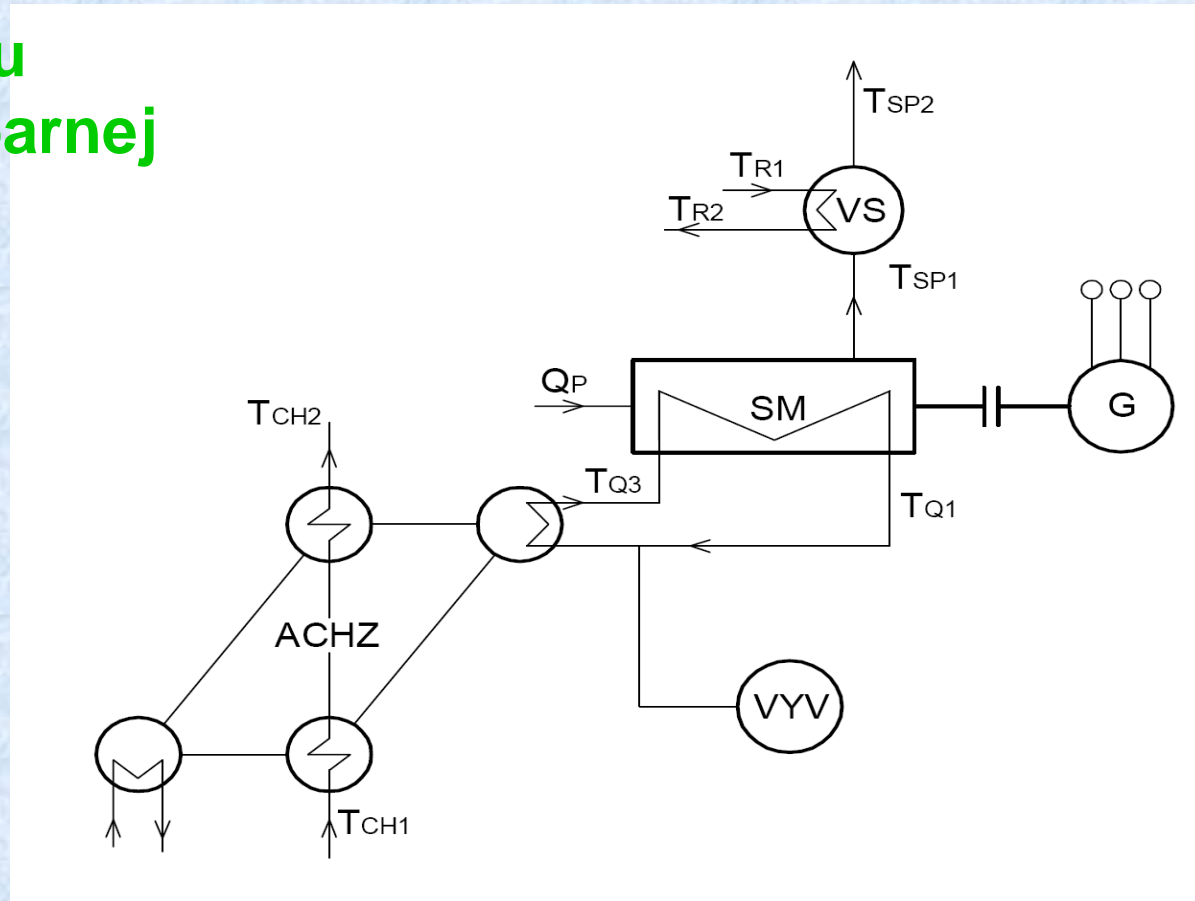 u
arnej
TSP2
TR1
TR2
VS
TSP1
QP
SM
G
TCH2
TQ3
TQ1
ACHZ
VYV
TCH1